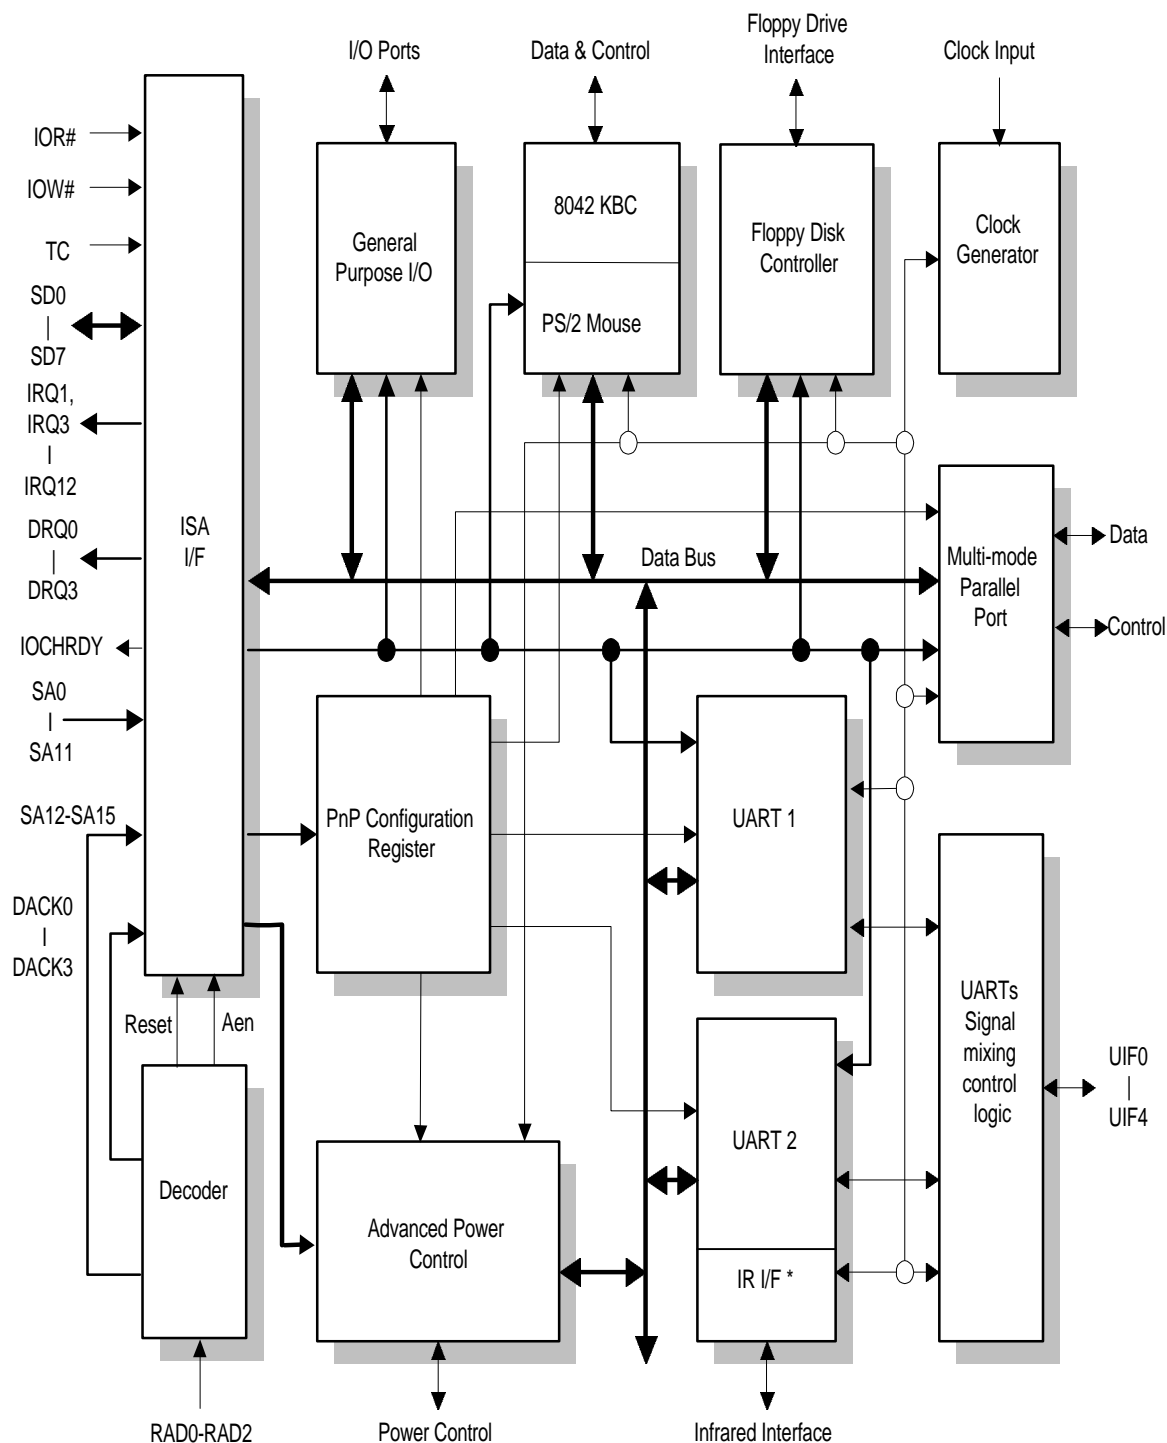 I/O Ports
Data & Control
Floppy Drive
Interface
Clock Input
IOR#
IOW#
TC
SD0
SD7
IRQ1,
IRQ3
IRQ12
DRQ0
DRQ3
IOCHRDY
SA0
SA11
SA12-SA15
DACK0
DACK3
ISA
I/F
General
Purpose I/O
8042 KBC
PS/2 Mouse
Floppy Disk
Controller
Clock
Generator
Data Bus
Multi-mode
Parallel
Port
Data
Control
PnP Configuration
Register
UART 1
UARTs
Signal
mixing
control
logic
UIF0
UIF4
Reset
Aen
Decoder
Advanced Power
Control
UART 2
IR I/F *
RAD0-RAD2
Power Control
Infrared Interface